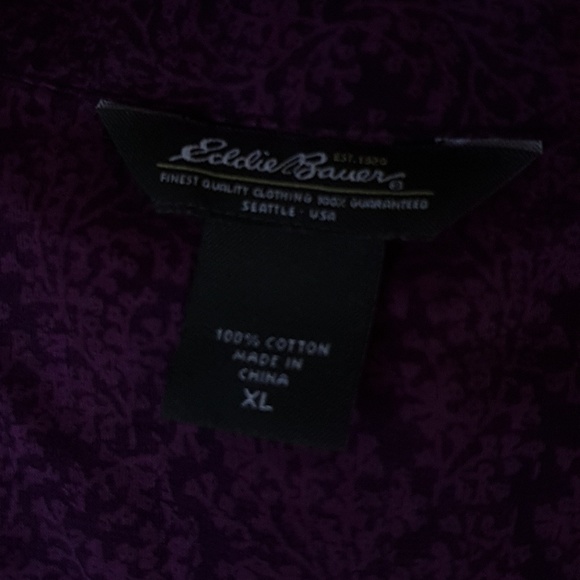 Eddie Bauer
EST. 1920
FINEST QUALITY CLOTHING 100% GUARANTEED
SEATTLE · USA
100% COTTON
MADE IN
CHINA
XL